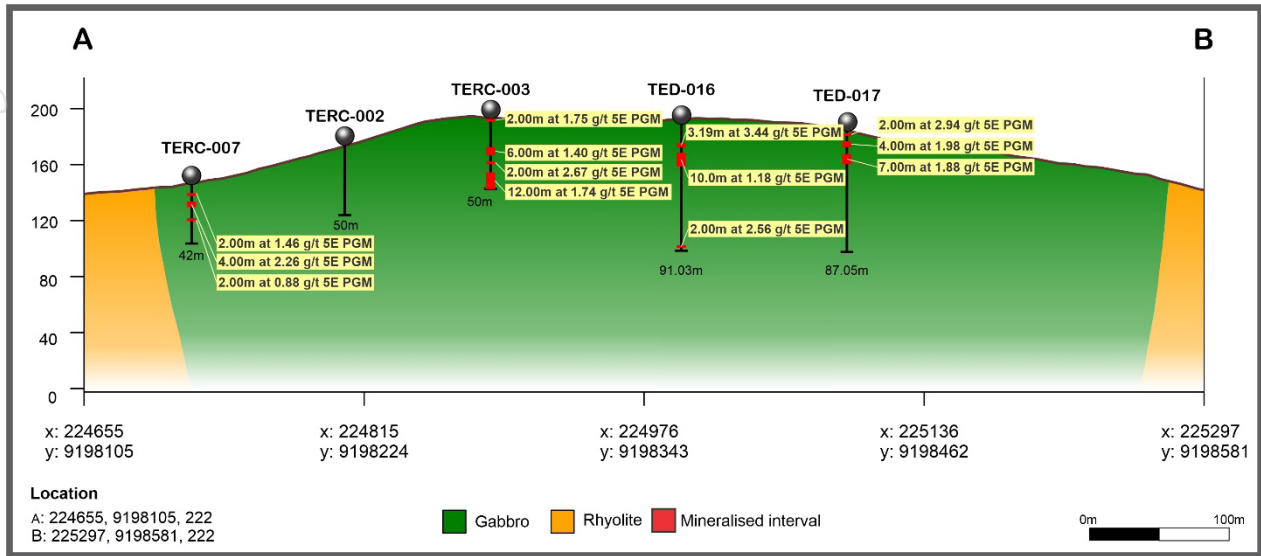 A
B
TERC-007
TERC-002
TERC-003
TED-016
TED-017
200
160
120
80
40
0
2.00m at 1.46 g/t 5E PGM
4.00m at 2.26 g/t 5E PGM
2.00m at 0.88 g/t 5E PGM
42m
50m
2.00m at 1.75 g/t 5E PGM
6.00m at 1.40 g/t 5E PGM
2.00m at 2.67 g/t 5E PGM
12.00m at 1.74 g/t 5E PGM
50m
3.19m at 3.44 g/t 5E PGM
10.0m at 1.18 g/t 5E PGM
2.00m at 2.56 g/t 5E PGM
91.03m
2.00m at 2.94 g/t 5E PGM
4.00m at 1.98 g/t 5E PGM
7.00m at 1.88 g/t 5E PGM
87.05m
x: 224655
y: 9198105
x: 224815
y: 9198224
x: 224976
y: 9198343
x: 225136
y: 9198462
x: 225297
y: 9198581
Location
A: 224655, 9198105, 222
B: 225297, 9198581, 222
Gabbro
Rhyolite
Mineralised interval
0m
100m